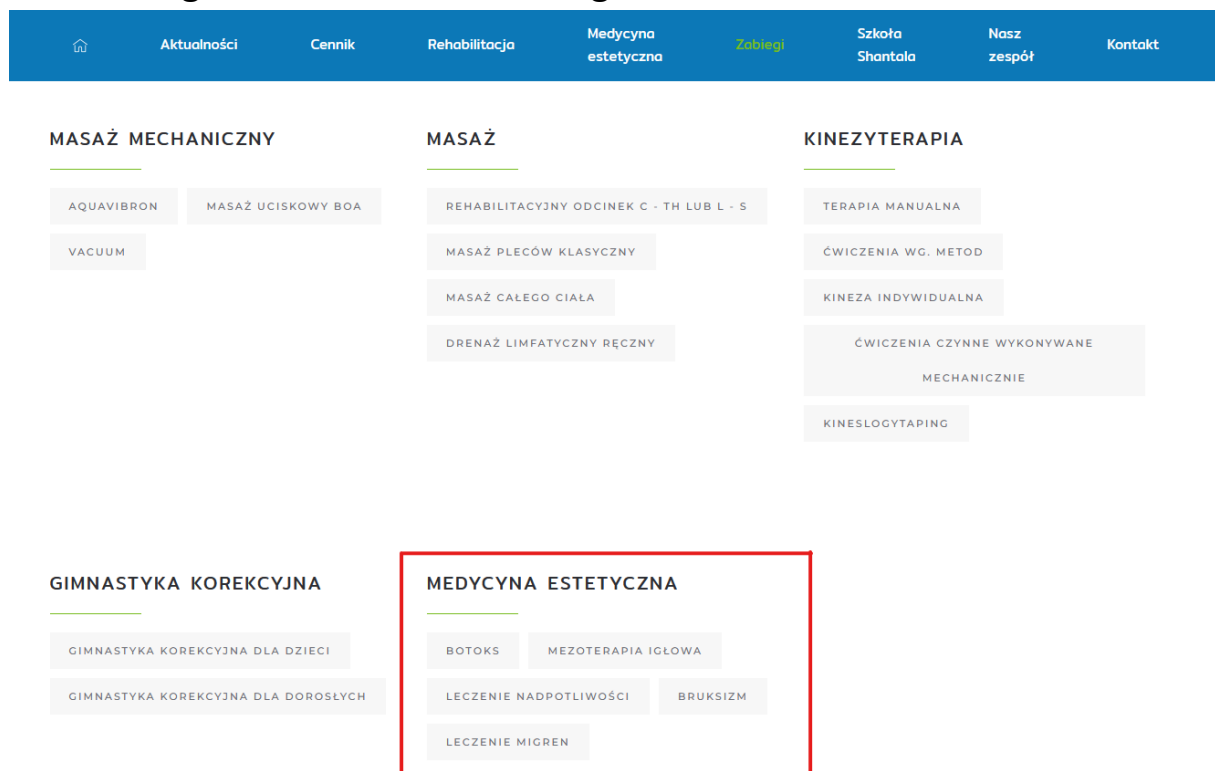 Aktualności
Cennik
Rehabilitacja
Medycyna
estetyczna
Zabiegi
Szkoła
Shantala
Nasz
zespół
Kontakt
MASAŻ MECHANICZNY
AQUAVIBRON
MASAŻ UCISKOWY BOA
VACUUM
MASAŻ
REHABILITACYJNY ODCINEK C - TH LUB L - S
MASAŻ PLECÓW KLASYCZNY
MASAŻ CAŁEGO CIAŁA
DRENAŻ LIMFATYCZNY RĘCZNY
KINEZYTERAPIA
TERAPIA MANUALNA
ĆWICZENIA WG. METOD
KINEZA INDYWIDUALNA
ĆWICZENIA CZYNNE WYKONYWANE
MECHANICZNIE
KINESLOGYTAPING
GIMNASTYKA KOREKCYJNA
GIMNASTYKA KOREKCYJNA DLA DZIECI
GIMNASTYKA KOREKCYJNA DLA DOROSŁYCH
MEDYCYNA ESTETYCZNA
BOTOKS
MEZOTERAPIA IGŁOWA
LECZENIE NADPOTLIWOŚCI
BRUKSIZM
LECZENIE MIGREN